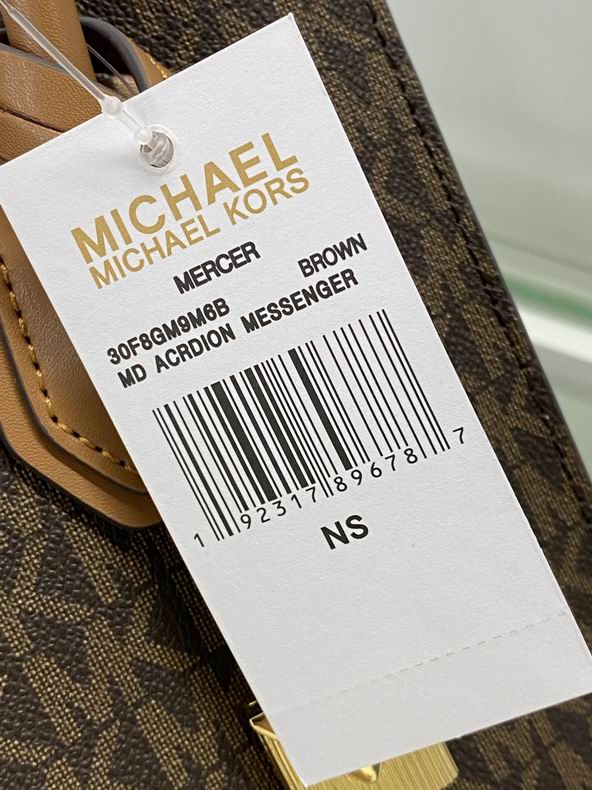 MICHAEL
MICHAEL KORS
MERCER
30F8GM9M6B BROWN
MD ACRDION MESSENGER
1 92317 89678 7
NS